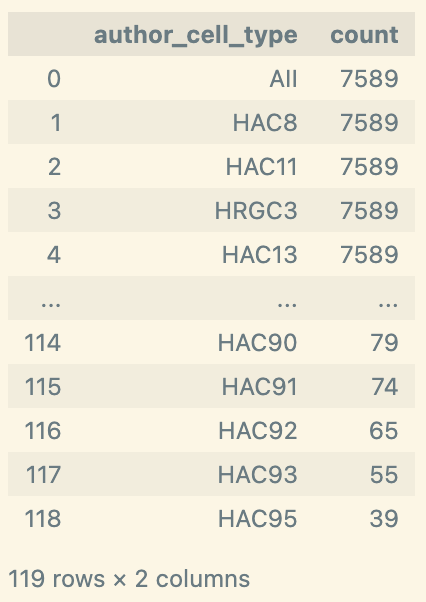 author_cell_type count
0 All 7589
1 HAC8 7589
2 HAC11 7589
3 HRGC3 7589
4 HAC13 7589
... ... ...
114 HAC90 79
115 HAC91 74
116 HAC92 65
117 HAC93 55
118 HAC95 39
119 rows × 2 columns